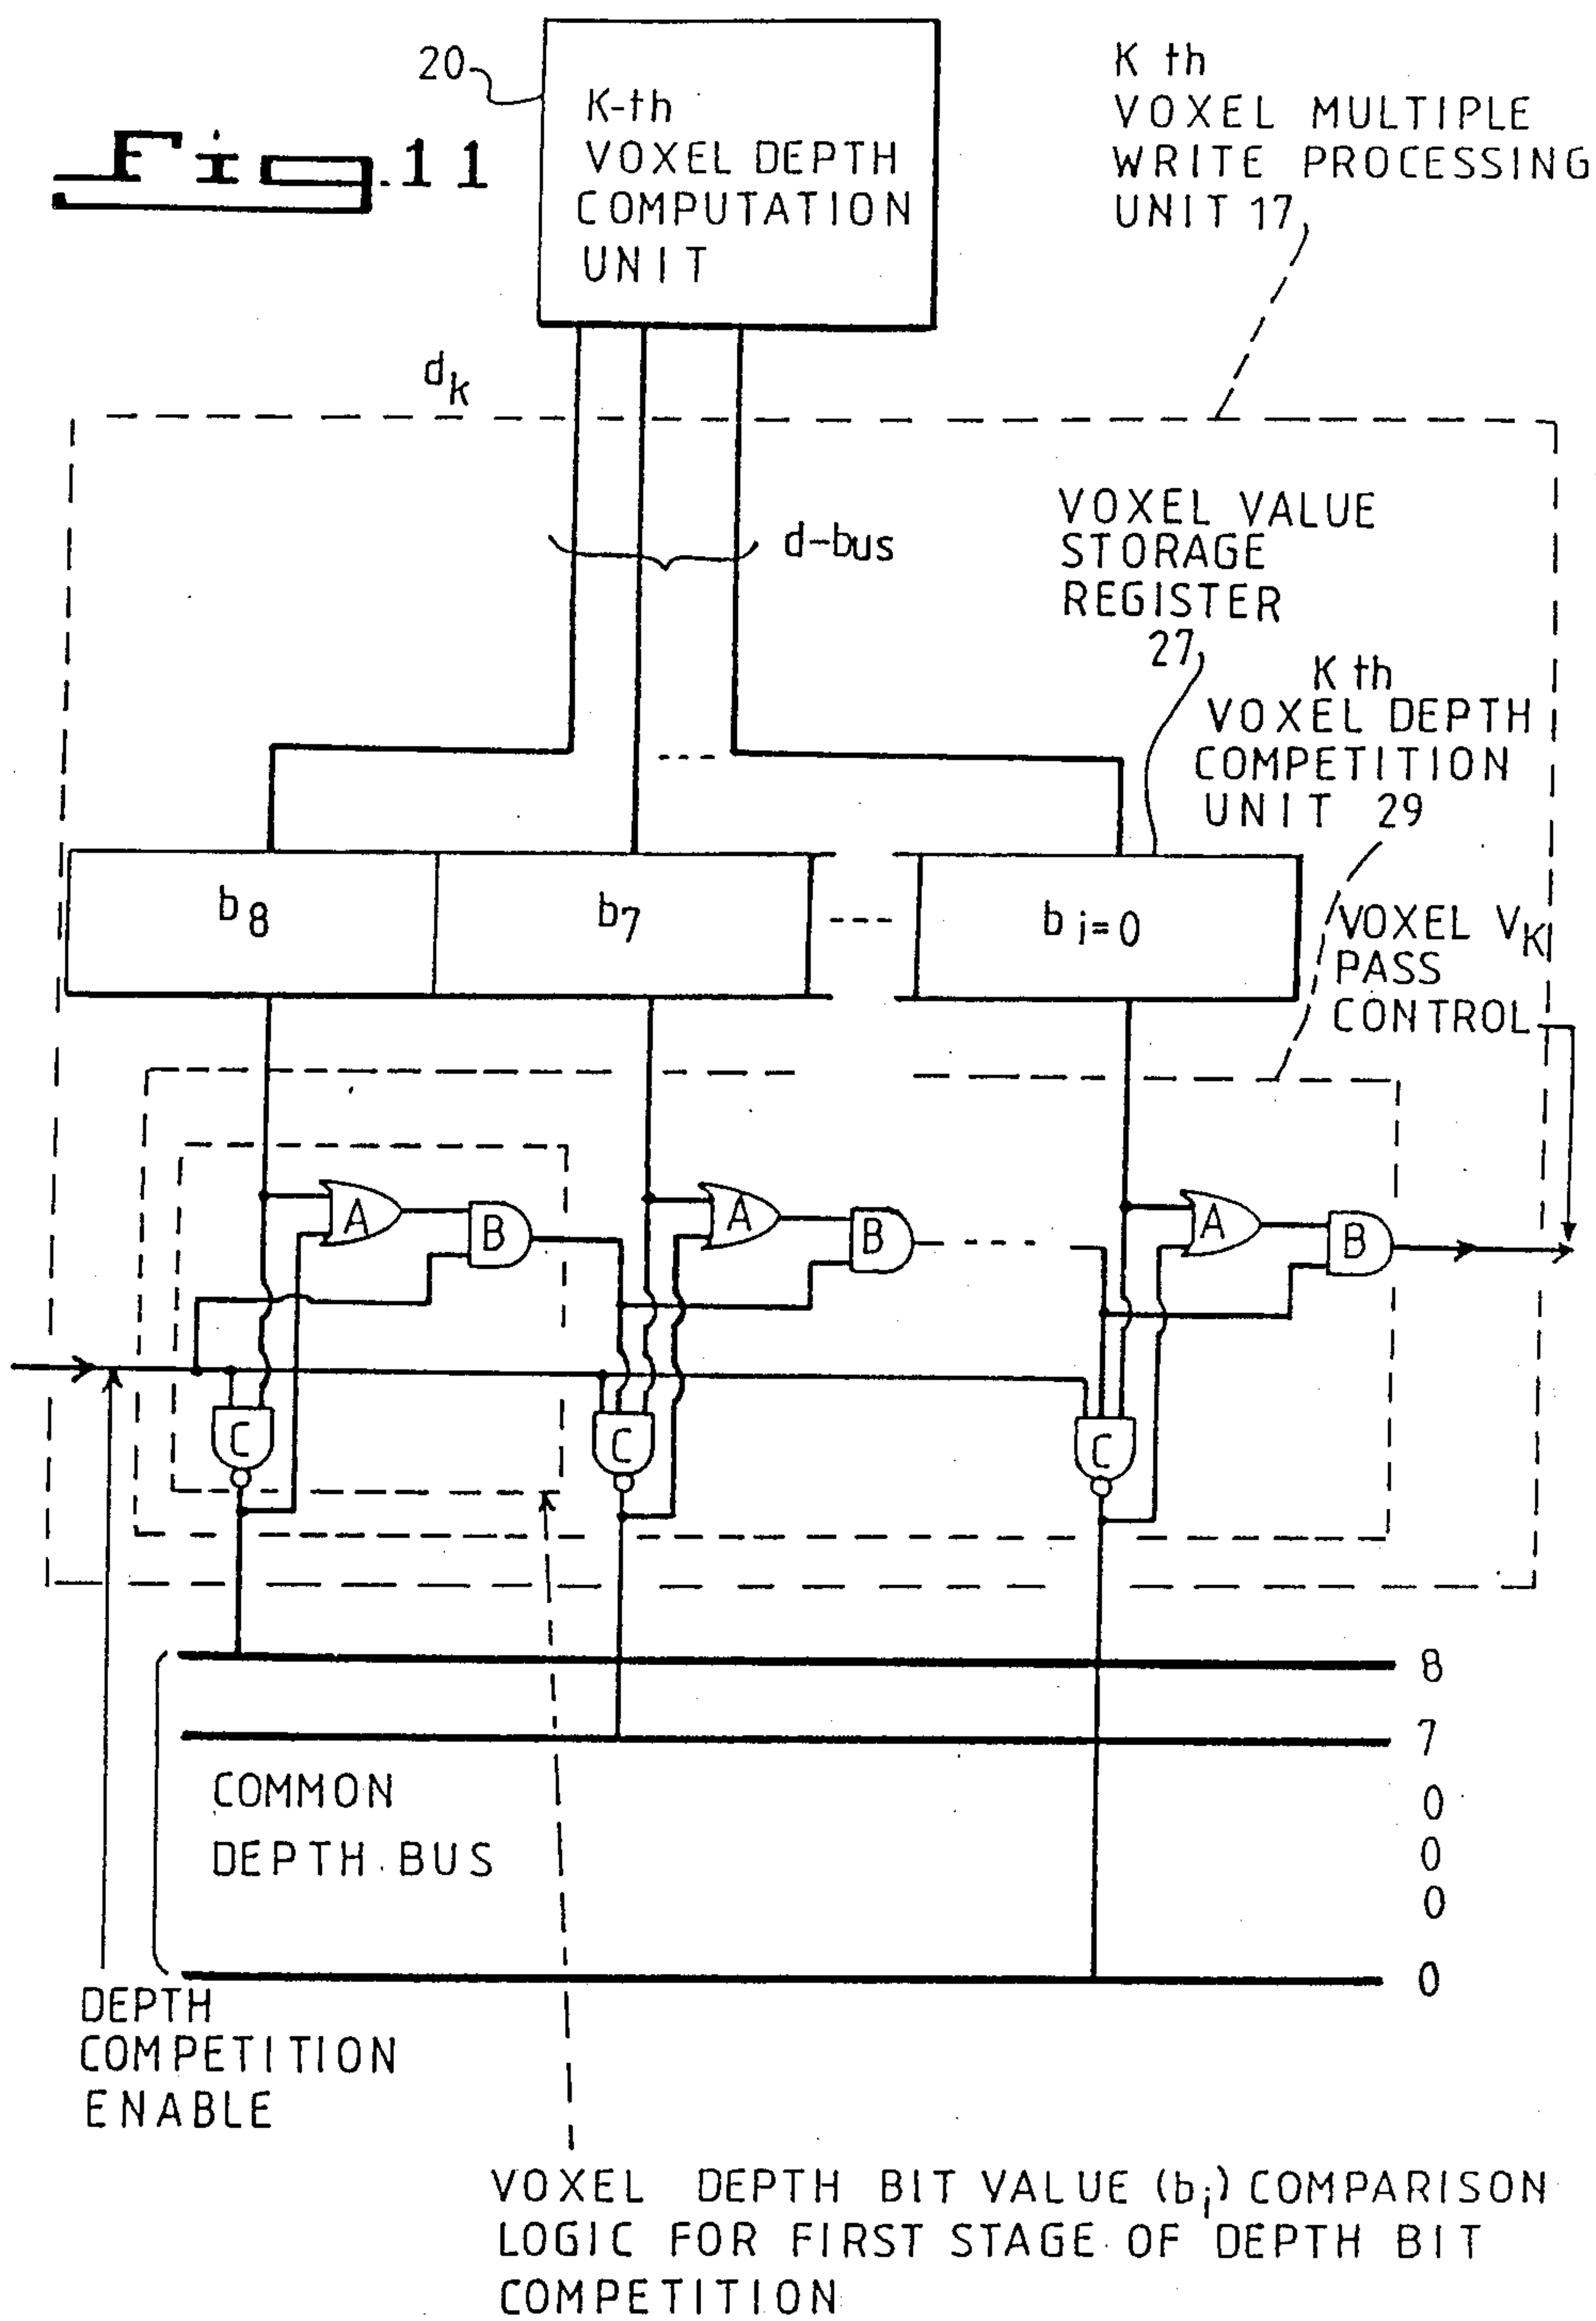 Fig. 11
20
K-th
VOXEL DEPTH
COMPUTATION
UNIT
K th
VOXEL MULTIPLE
WRITE PROCESSING
UNIT 17
dk
d-bus
VOXEL VALUE
STORAGE
REGISTER
27
K th
VOXEL DEPTH
COMPETITION
UNIT 29
b8
b7
---
b i=0
VOXEL VK
PASS
CONTROL
A
B
A
B
A
B
C
C
C
8
7
COMMON
DEPTH BUS
0
0
0
0
DEPTH
COMPETITION
ENABLE
VOXEL DEPTH BIT VALUE (bi) COMPARISON
LOGIC FOR FIRST STAGE OF DEPTH BIT
COMPETITION